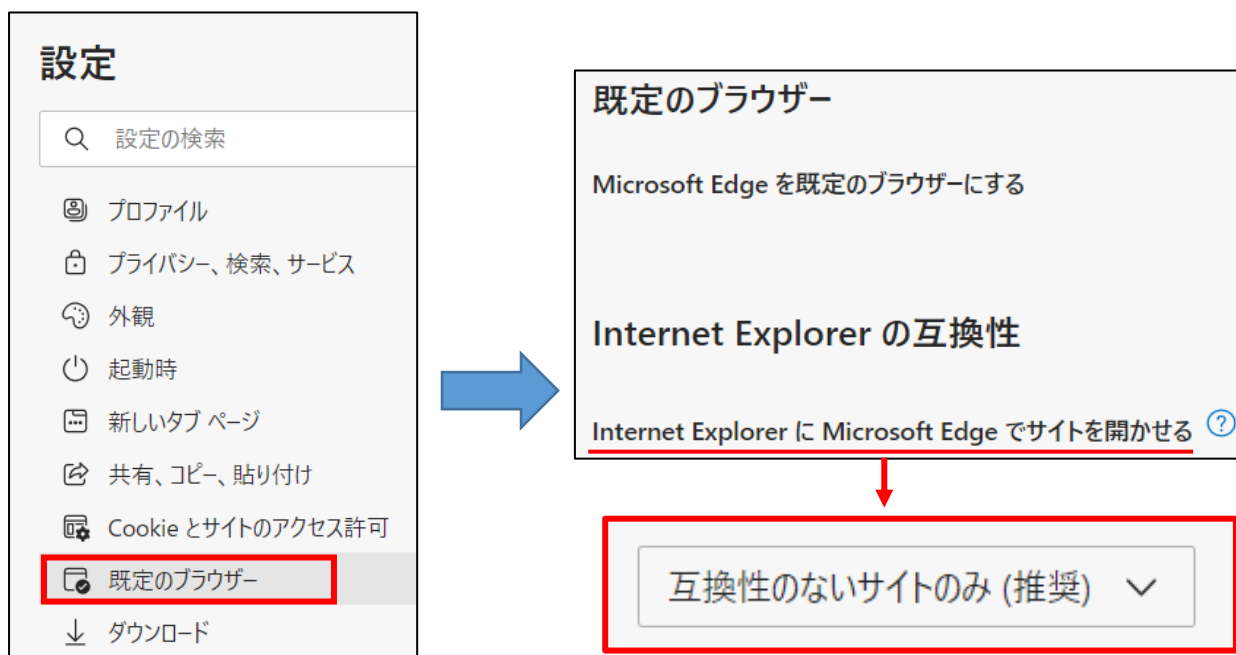 設定
設定の検索
プロファイル
プライバシー、検索、サービス
外観
起動時
新しいタブ ページ
共有、コピー、貼り付け
Cookie とサイトのアクセス許可
既定のブラウザー
ダウンロード
既定のブラウザー
Microsoft Edge を既定のブラウザーにする
Internet Explorer の互換性
Internet Explorer に Microsoft Edge でサイトを開かせる ?
互換性のないサイトのみ (推奨)